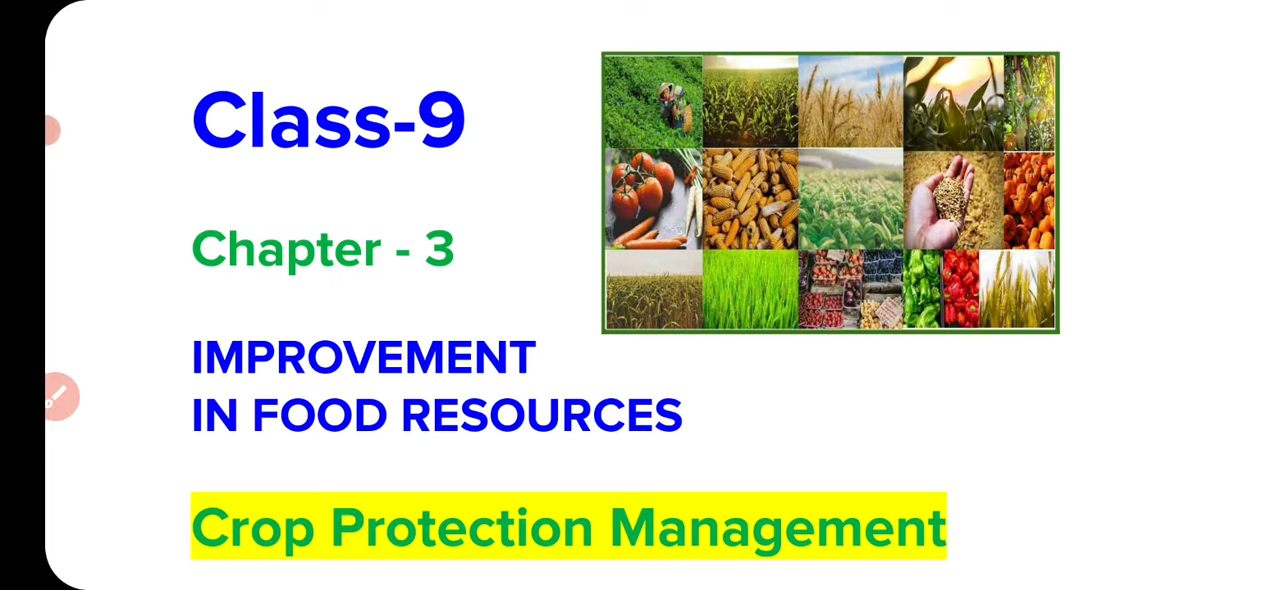 Class-9
Chapter - 3
IMPROVEMENT
IN FOOD RESOURCES
Crop Protection Management